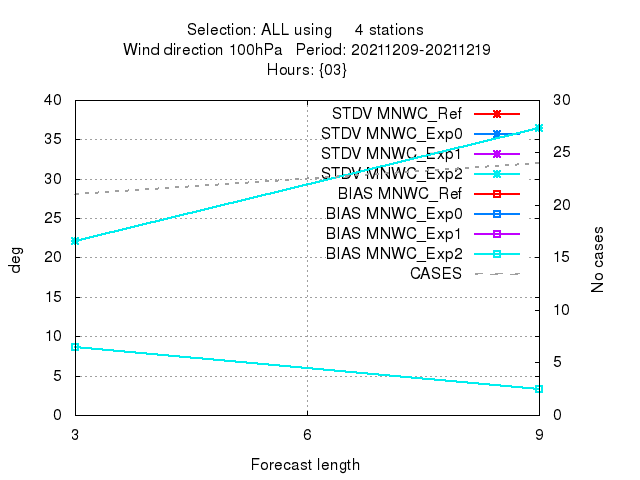 Selection: ALL using 4 stations
Wind direction 100hPa Period: 20211209-20211219
Hours: {03}
40
35
30
25
20
15
10
5
0
30
25
20
15
10
5
0
STDV MNWC_Ref
STDV MNWC_Exp0
STDV MNWC_Exp1
STDV MNWC_Exp2
BIAS MNWC_Ref
BIAS MNWC_Exp0
BIAS MNWC_Exp1
BIAS MNWC_Exp2
CASES
deg
No cases
3 6 9
Forecast length